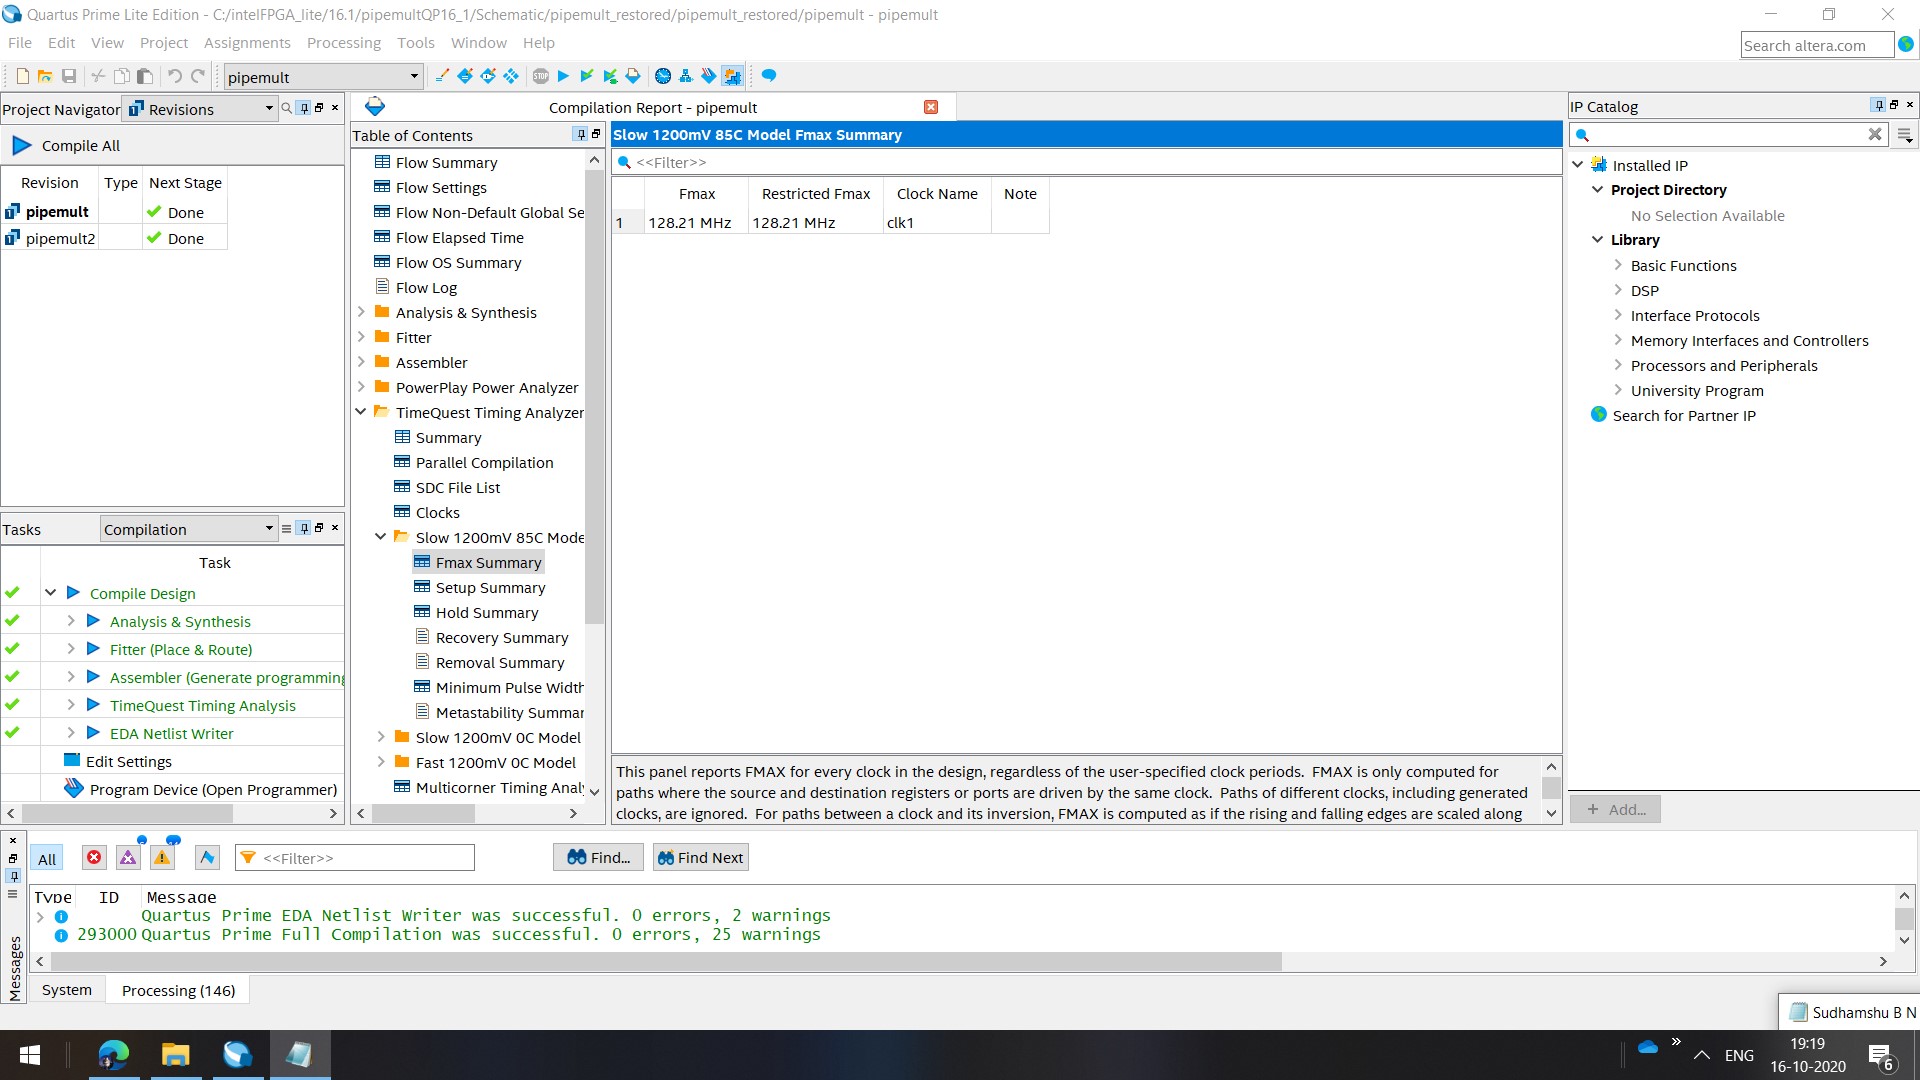 Quartus Prime Lite Edition - C:/intelFPGA_lite/16.1/pipemultQP16_1/Schematic/pipemult_restored/pipemult_restored/pipemult - pipemult
File Edit View Project Assignments Processing Tools Window Help
Search altera.com
pipemult
STOP
Project Navigator Revisions
Compile All
Revision Type Next Stage
pipemult Done
pipemult2 Done
Tasks Compilation
Task
Compile Design
Analysis & Synthesis
Fitter (Place & Route)
Assembler (Generate programming
TimeQuest Timing Analysis
EDA Netlist Writer
Edit Settings
Program Device (Open Programmer)
Compilation Report - pipemult
Table of Contents
Flow Summary
Flow Settings
Flow Non-Default Global Se
Flow Elapsed Time
Flow OS Summary
Flow Log
Analysis & Synthesis
Fitter
Assembler
PowerPlay Power Analyzer
TimeQuest Timing Analyzer
Summary
Parallel Compilation
SDC File List
Clocks
Slow 1200mV 85C Mode
Fmax Summary
Setup Summary
Hold Summary
Recovery Summary
Removal Summary
Minimum Pulse Width
Metastability Summar
Slow 1200mV 0C Model
Fast 1200mV 0C Model
Multicorner Timing Anal
Slow 1200mV 85C Model Fmax Summary
<<Filter>>
Fmax Restricted Fmax Clock Name Note
1 128.21 MHz 128.21 MHz clk1
This panel reports FMAX for every clock in the design, regardless of the user-specified clock periods. FMAX is only computed for
paths where the source and destination registers or ports are driven by the same clock. Paths of different clocks, including generated
clocks, are ignored. For paths between a clock and its inversion, FMAX is computed as if the rising and falling edges are scaled along
IP Catalog
Installed IP
Project Directory
No Selection Available
Library
Basic Functions
DSP
Interface Protocols
Memory Interfaces and Controllers
Processors and Peripherals
University Program
Search for Partner IP
+ Add...
All <<Filter>> Find... Find Next
Type ID Message
Quartus Prime EDA Netlist Writer was successful. 0 errors, 2 warnings
293000 Quartus Prime Full Compilation was successful. 0 errors, 25 warnings
Messages
System Processing (146)
Sudhamshu B N
ENG
19:19
16-10-2020
6